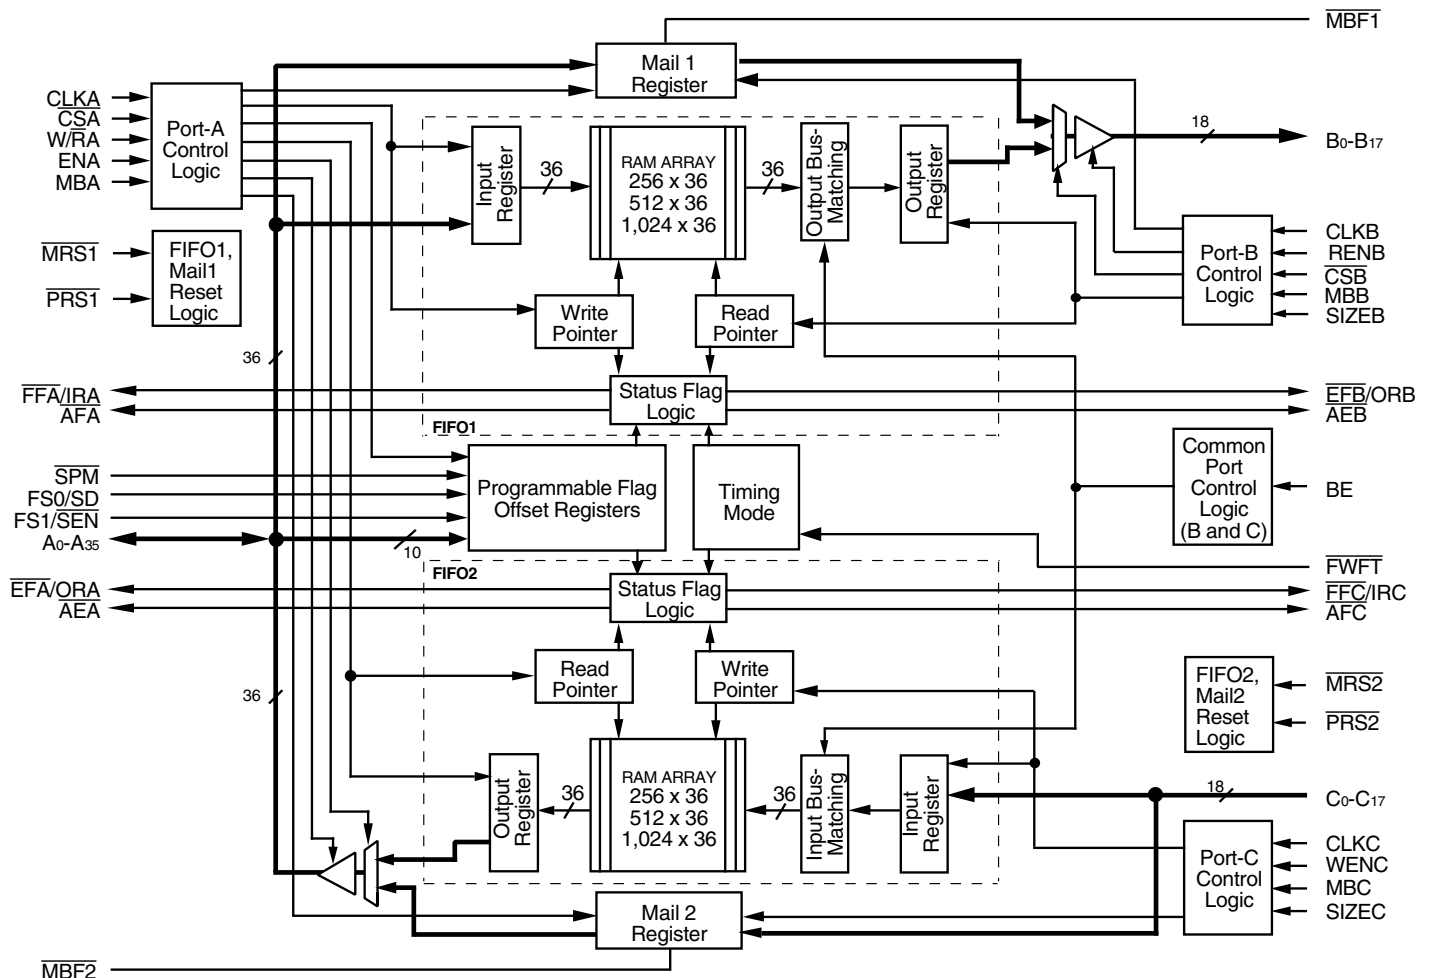 MBF1
Mail 1
Register
CLKA
CSA
W/RA
ENA
MBA
Port-A
Control
Logic
18
B0-B17
Input
Register
36
RAM ARRAY
256 x 36
512 x 36
1,024 x 36
36
Output Bus-
Matching
Output
Register
MRS1
PRS1
FIFO1,
Mail1
Reset
Logic
Port-B
Control
Logic
CLKB
RENB
CSB
MBB
SIZEB
Write
Pointer
Read
Pointer
36
FFA/IRA
AFA
Status Flag
Logic
EFB/ORB
AEB
FIFO1
SPM
FS0/SD
FS1/SEN
A0-A35
Programmable Flag
Offset Registers
Timing
Mode
Common
Port
Control
Logic
(B and C)
BE
10
FIFO2
FWFT
EFA/ORA
AEA
Status Flag
Logic
FFC/IRC
AFC
Read
Pointer
Write
Pointer
36
FIFO2,
Mail2
Reset
Logic
MRS2
PRS2
Output
Register
36
RAM ARRAY
256 x 36
512 x 36
1,024 x 36
36
Input Bus-
Matching
Input
Register
18
C0-C17
Port-C
Control
Logic
CLKC
WENC
MBC
SIZEC
Mail 2
Register
MBF2